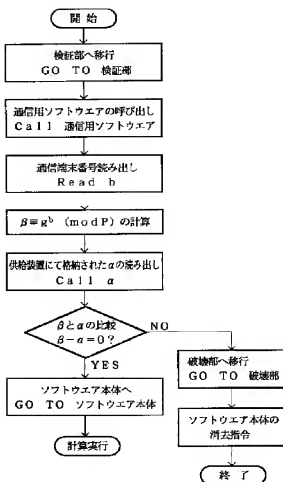 開 始
検証部へ移行
GO TO 検証部
通信用ソフトウエアの呼び出し
Call 通信用ソフトウエア
通信端末番号読み出し
Read b
β≡g^b (modP) の計算
供給装置にて格納されたαの読み出し
Call α
βとαの比較
β-α=0?
NO
YES
ソフトウエア本体へ
GO TO ソフトウエア本体
計算実行
破壊部へ移行
GO TO 破壊部
ソフトウエア本体の
消去指令
終 了